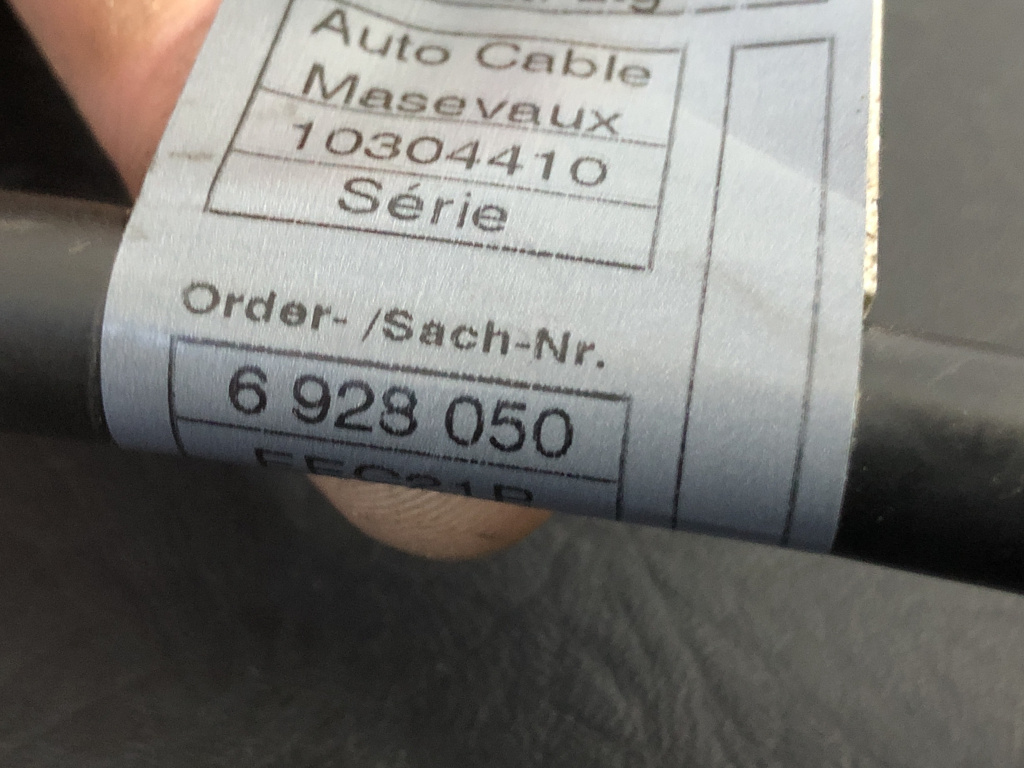 Auto Cable
Masevaux
10304410
Série
Order- /Sach-Nr.
6 928 050